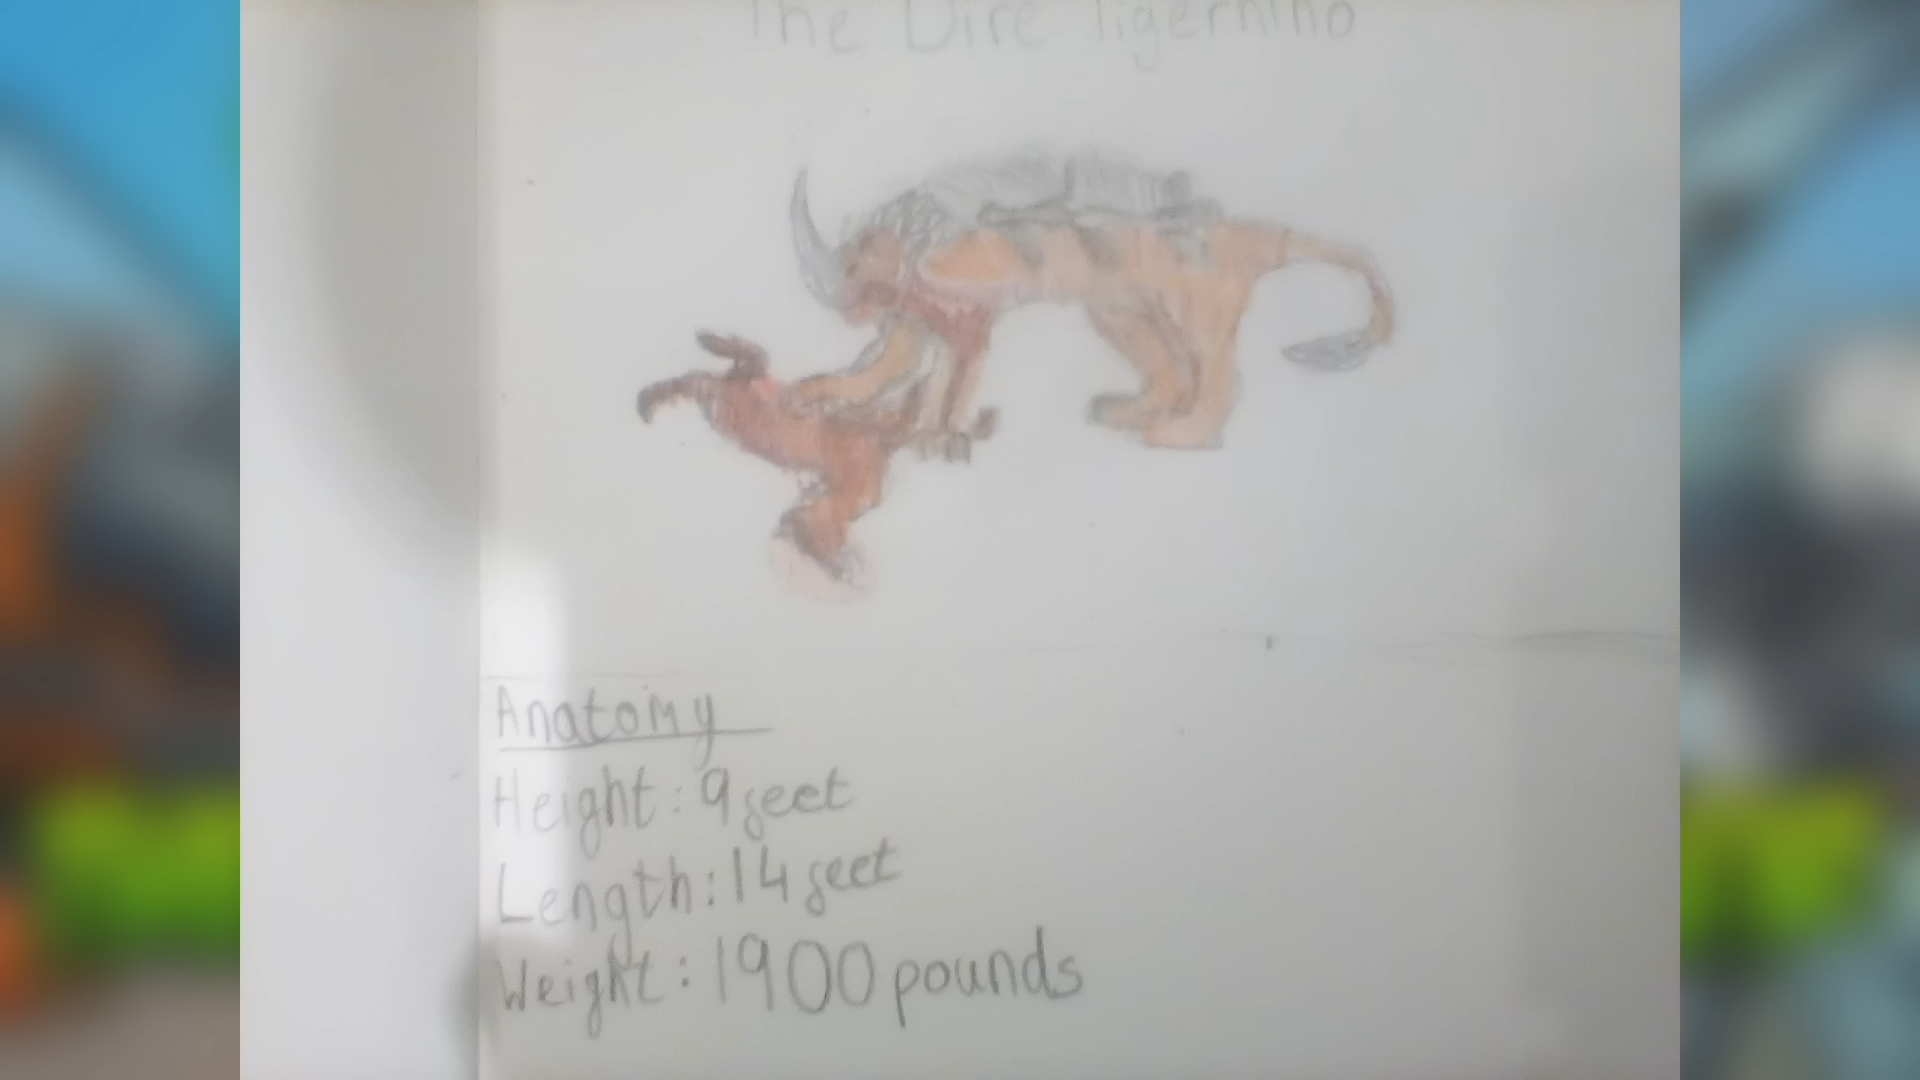 The Dire Tigerhino
Anatomy
Height: 9 feet
Length: 14 feet
Weight: 1900 pounds